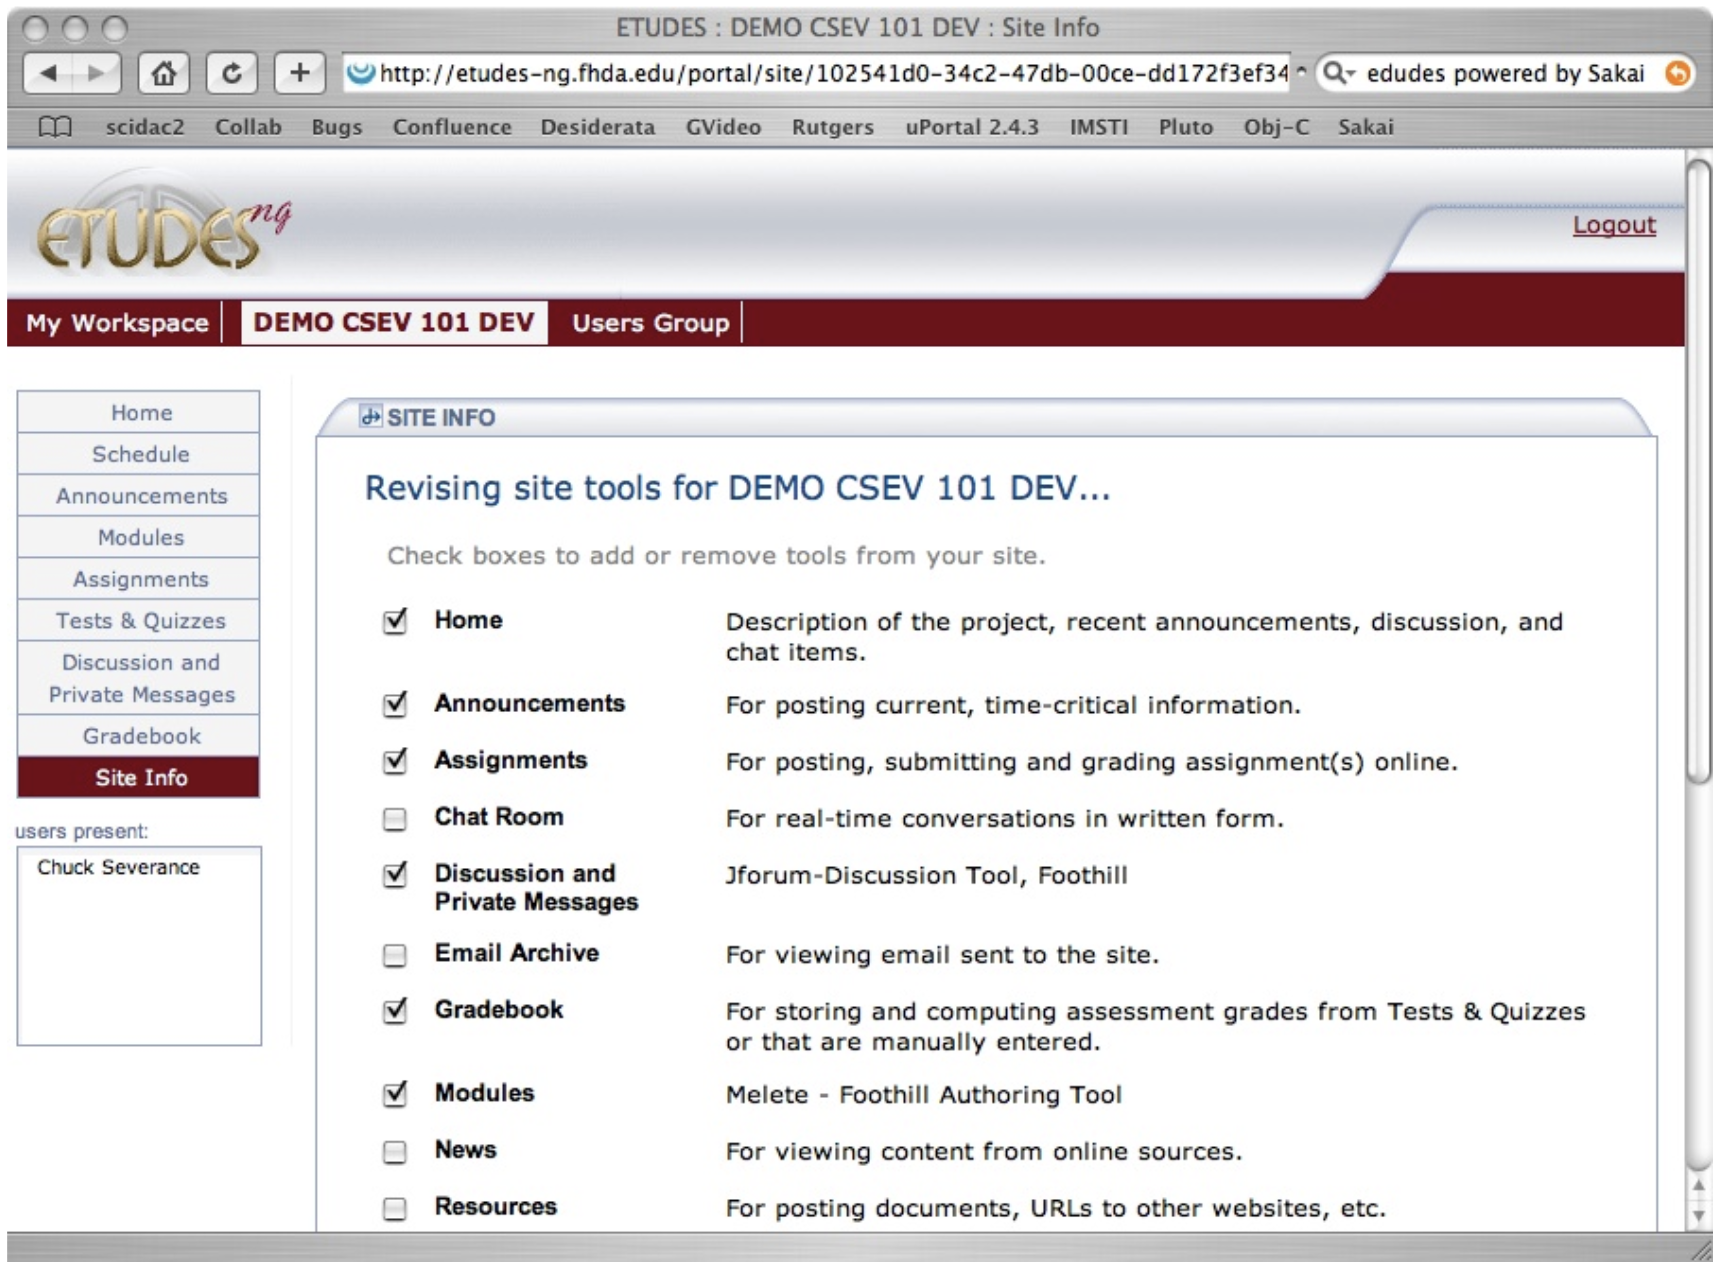 ETUDES : DEMO CSEV 101 DEV : Site Info
http://etudes-ng.fhda.edu/portal/site/102541d0-34c2-47db-00ce-dd172f3ef34
edudes powered by Sakai
scidac2 Collab Bugs Confluence Desiderata GVideo Rutgers uPortal 2.4.3 IMSTI Pluto Obj-C Sakai
ETUDES ng
Logout
My Workspace DEMO CSEV 101 DEV Users Group
Home
Schedule
Announcements
Modules
Assignments
Tests & Quizzes
Discussion and
Private Messages
Gradebook
Site Info
users present:
Chuck Severance
SITE INFO
Revising site tools for DEMO CSEV 101 DEV...
Check boxes to add or remove tools from your site.
Home Description of the project, recent announcements, discussion, and
chat items.
Announcements For posting current, time-critical information.
Assignments For posting, submitting and grading assignment(s) online.
Chat Room For real-time conversations in written form.
Discussion and Jforum-Discussion Tool, Foothill
Private Messages
Email Archive For viewing email sent to the site.
Gradebook For storing and computing assessment grades from Tests & Quizzes
or that are manually entered.
Modules Melete - Foothill Authoring Tool
News For viewing content from online sources.
Resources For posting documents, URLs to other websites, etc.